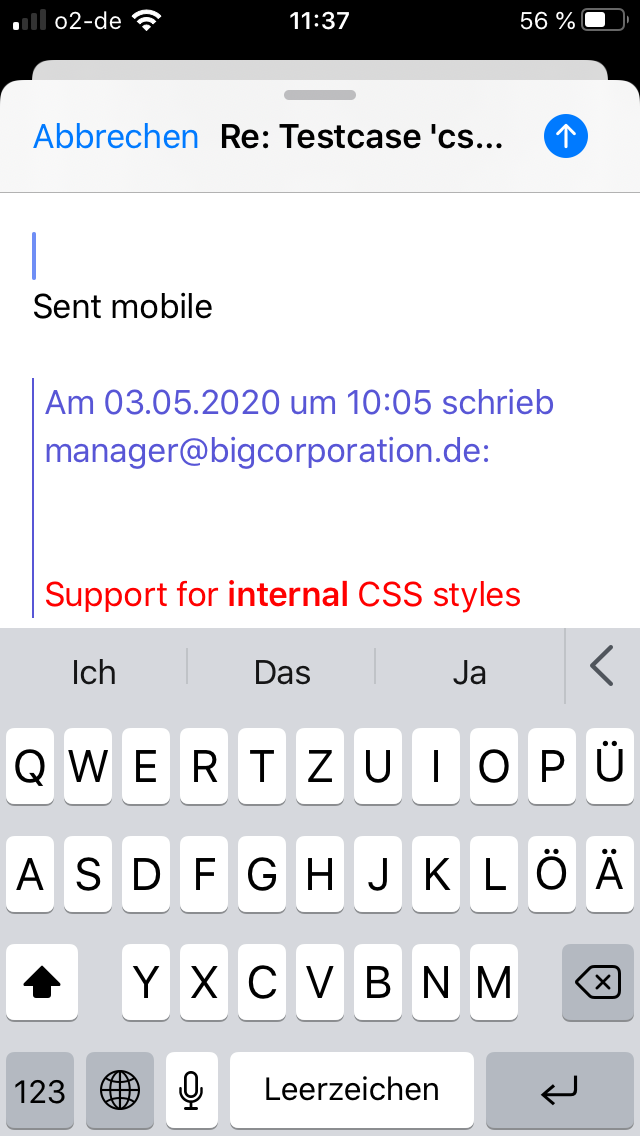 o2-de 11:37 56 %
Abbrechen Re: Testcase 'cs...
Sent mobile
Am 03.05.2020 um 10:05 schrieb
manager@bigcorporation.de:
Support for internal CSS styles
Ich Das Ja
Q W E R T Z U I O P Ü
A S D F G H J K L Ö Ä
Y X C V B N M
123 Leerzeichen